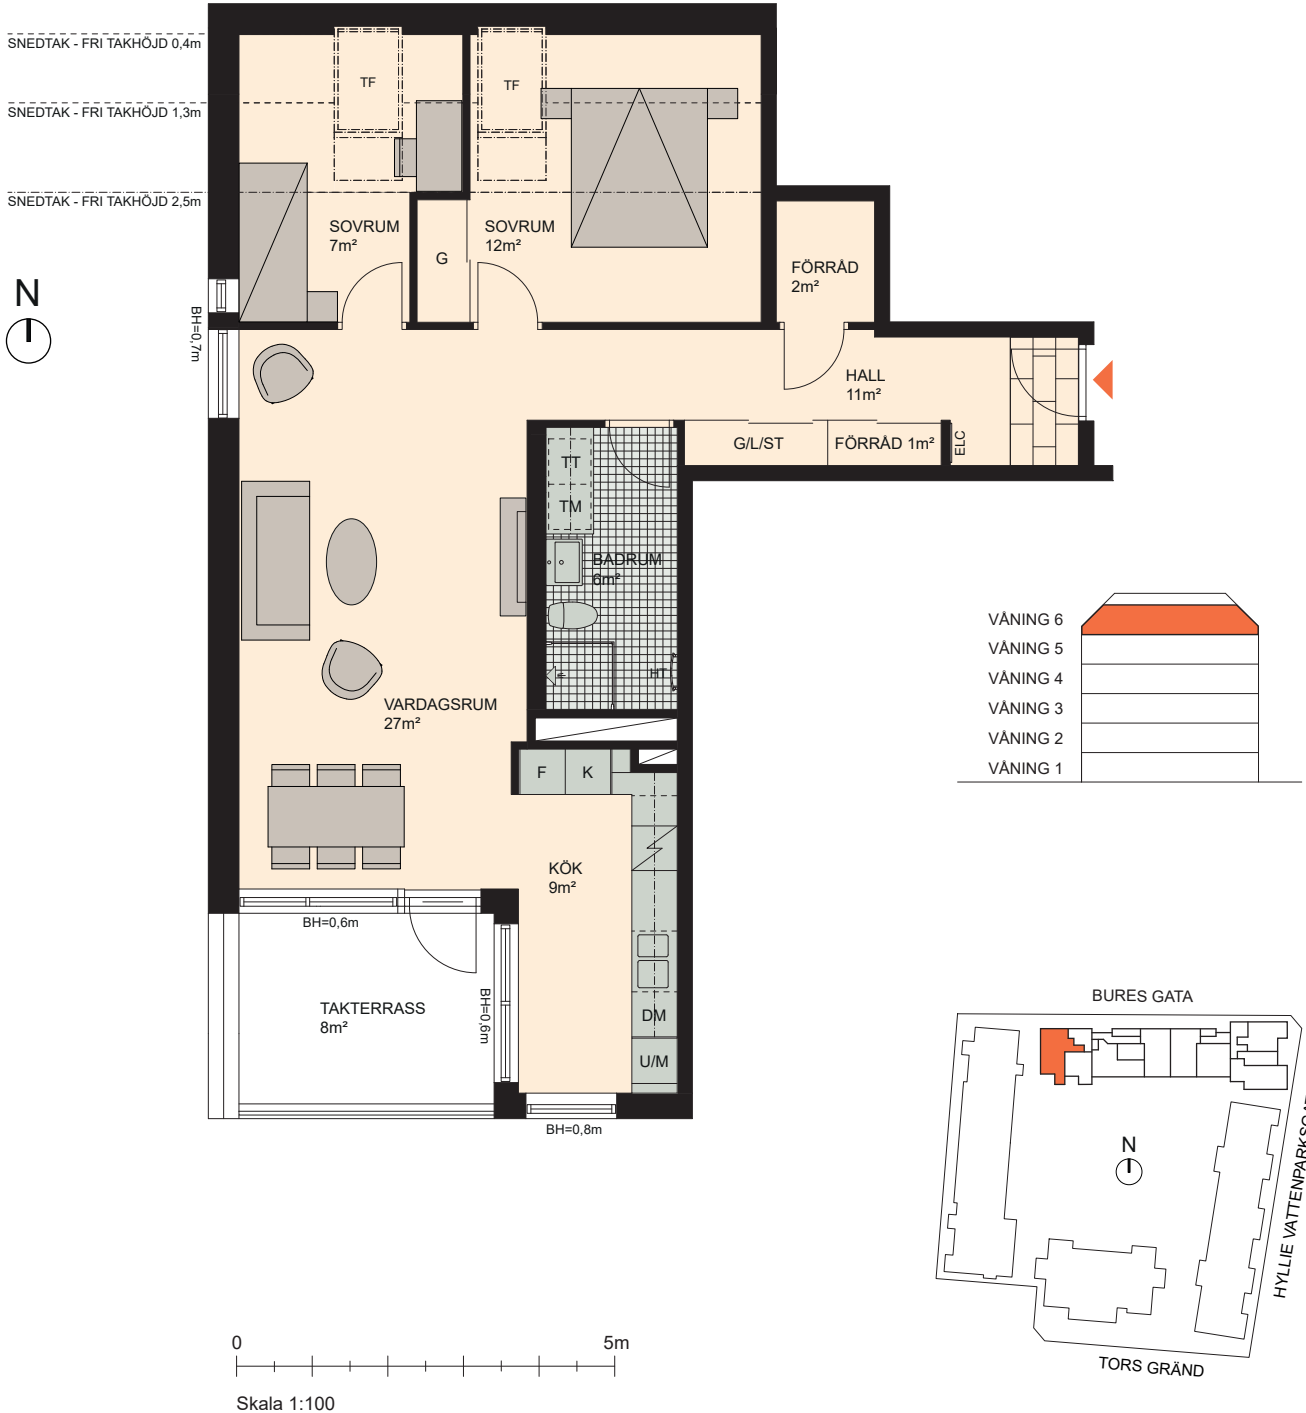 SNEDTAK - FRI TAKHÖJD 0,4m
SNEDTAK - FRI TAKHÖJD 1,3m
SNEDTAK - FRI TAKHÖJD 2,5m
TF
TF
SOVRUM
7m²
G
SOVRUM
12m²
FÖRRÅD
2m²
N
BH=0,7m
HALL
11m²
G/L/ST
FÖRRÅD 1m²
ELC
TT
TM
BADRUM
6m²
HT
VARDAGSRUM
27m²
F
K
KÖK
9m²
DM
U/M
BH=0,6m
BH=0,6m
TAKTERRASS
8m²
BH=0,8m
VÅNING 6
VÅNING 5
VÅNING 4
VÅNING 3
VÅNING 2
VÅNING 1
BURES GATA
N
HYLLIE VATTENPARKSGATA
TORS GRÄND
0
5m
Skala 1:100